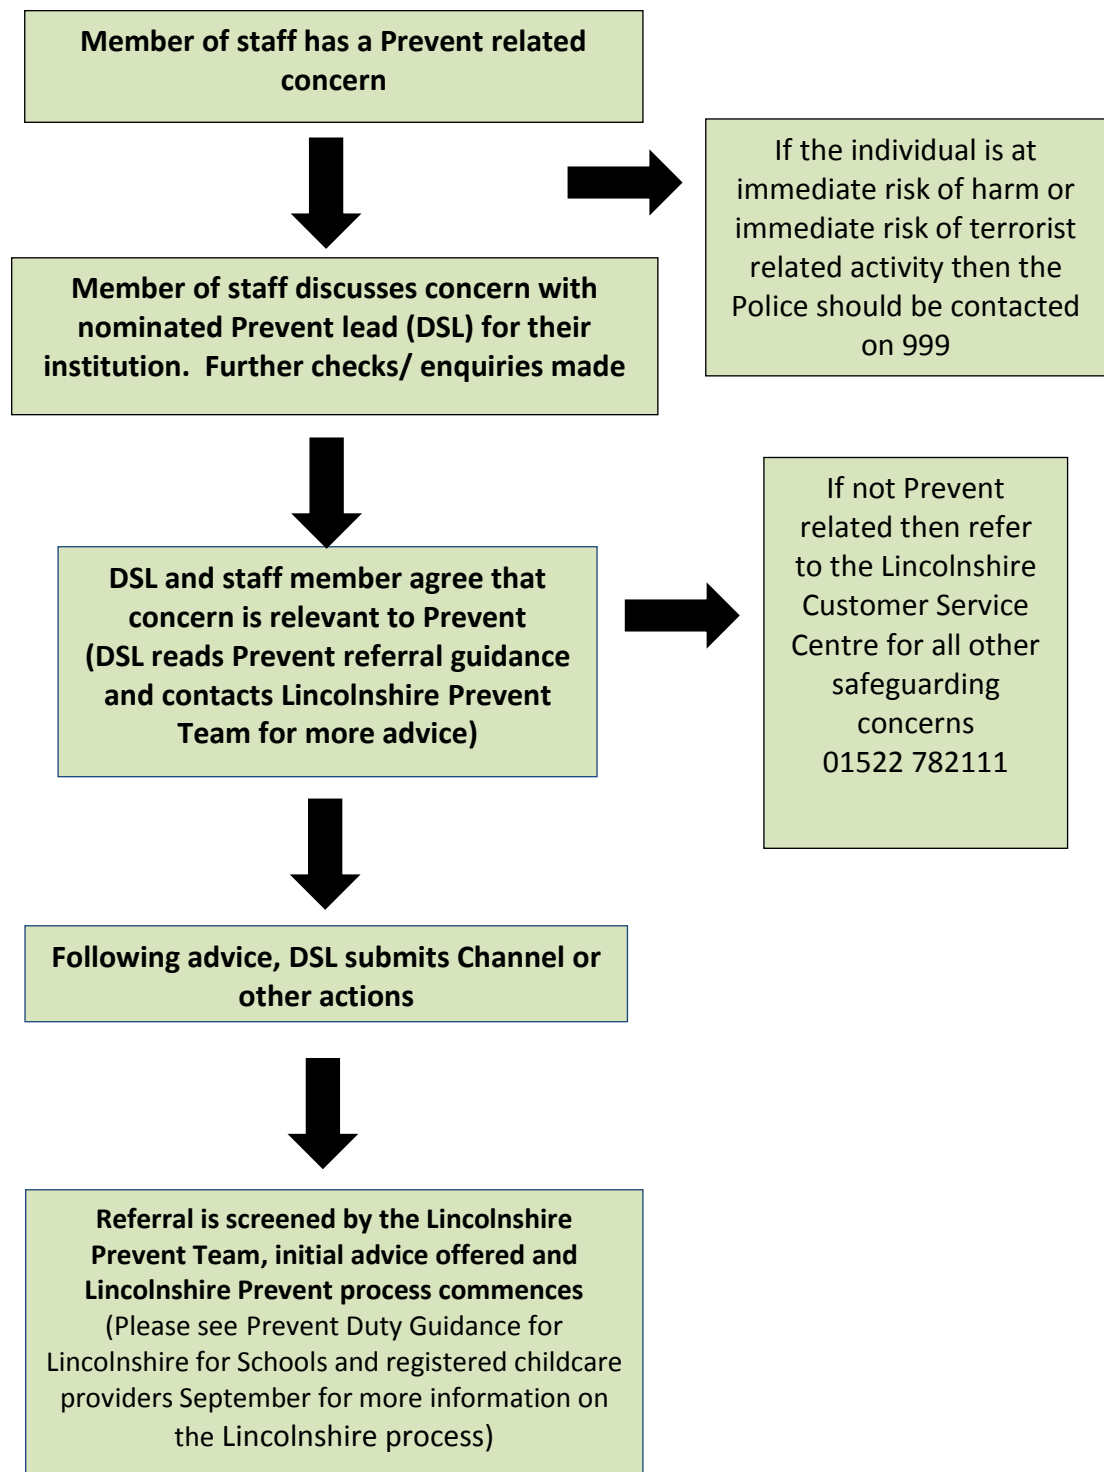 Member of staff has a Prevent related
concern
If the individual is at
immediate risk of harm or
immediate risk of terrorist
related activity then the
Police should be contacted
on 999
Member of staff discusses concern with
nominated Prevent lead (DSL) for their
institution.  Further checks/ enquiries made
DSL and staff member agree that
concern is relevant to Prevent
(DSL reads Prevent referral guidance
and contacts Lincolnshire Prevent
Team for more advice)
If not Prevent
related then refer
to the Lincolnshire
Customer Service
Centre for all other
safeguarding
concerns
01522 782111
Following advice, DSL submits Channel or
other actions
Referral is screened by the Lincolnshire
Prevent Team, initial advice offered and
Lincolnshire Prevent process commences
(Please see Prevent Duty Guidance for
Lincolnshire for Schools and registered childcare
providers September for more information on
the Lincolnshire process)